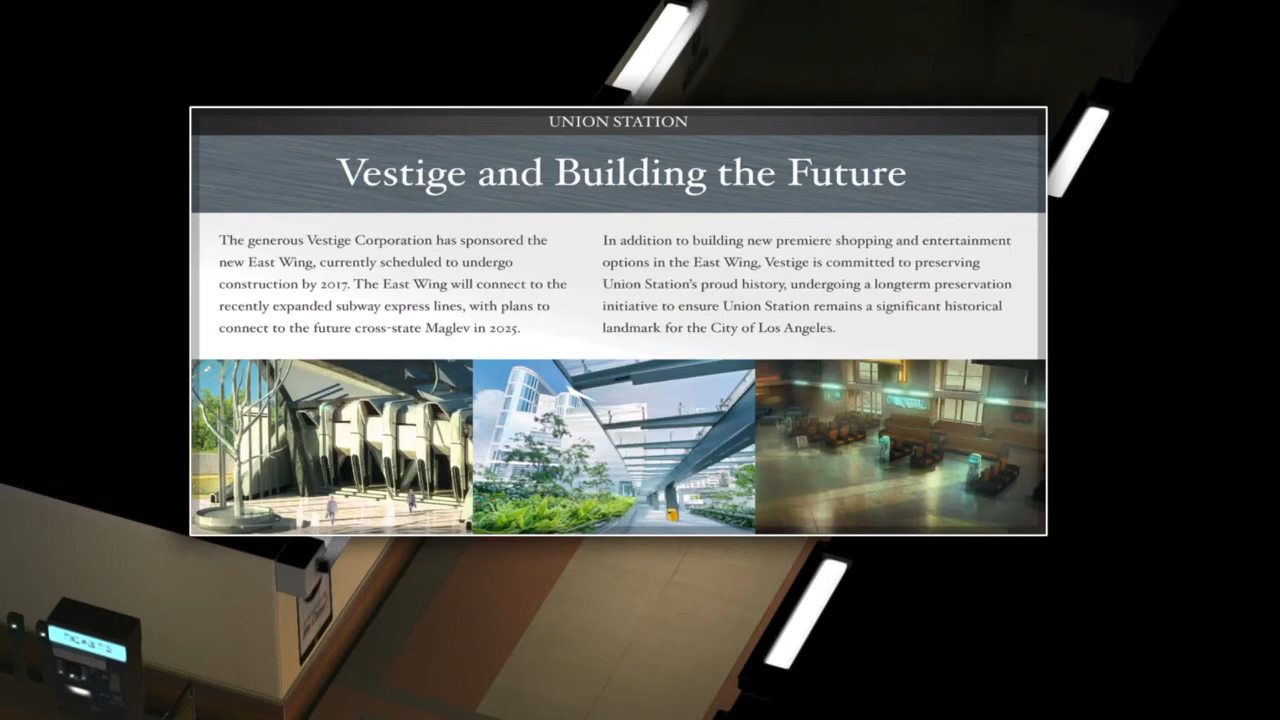 UNION STATION
Vestige and Building the Future
The generous Vestige Corporation has sponsored the
new East Wing, currently scheduled to undergo
construction by 2017. The East Wing will connect to the
recently expanded subway express lines, with plans to
connect to the future cross-state Maglev in 2025.
In addition to building new premiere shopping and entertainment
options in the East Wing, Vestige is committed to preserving
Union Station's proud history, undergoing a longterm preservation
initiative to ensure Union Station remains a significant historical
landmark for the City of Los Angeles.